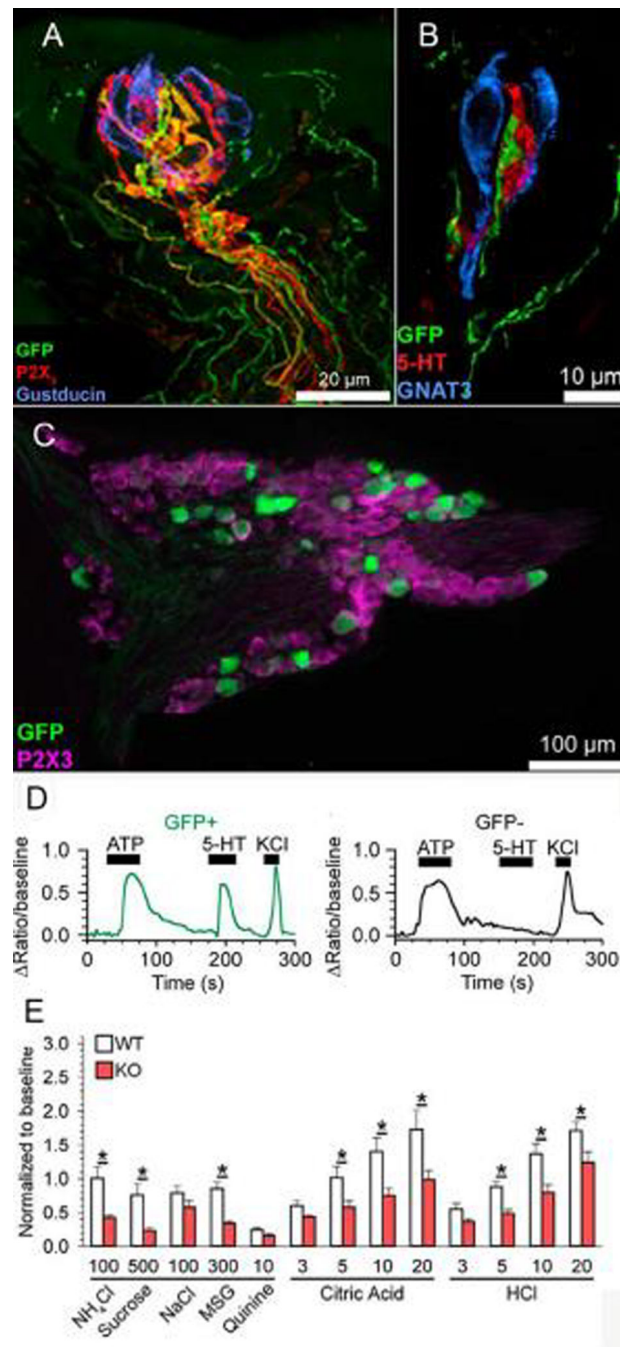 A
GFP
P2X3
Gustducin
20 µm
B
GFP
5-HT
GNAT3
10 µm
C
GFP
P2X3
100 µm
D
GFP+
ATP
5-HT
KCl
ΔRatio/baseline
1.0
0.5
0.0
0
100
200
300
Time (s)
GFP-
ATP
5-HT
KCl
ΔRatio/baseline
1.0
0.5
0.0
0
100
200
300
Time (s)
E
Normalized to baseline
3.0
2.5
2.0
1.5
1.0
0.5
0.0
WT
KO
* * * * * * * * *
100 500 100 300 10 3 5 10 20 3 5 10 20
NH4Cl
Sucrose
NaCl
MSG
Quinine
Citric Acid
HCl